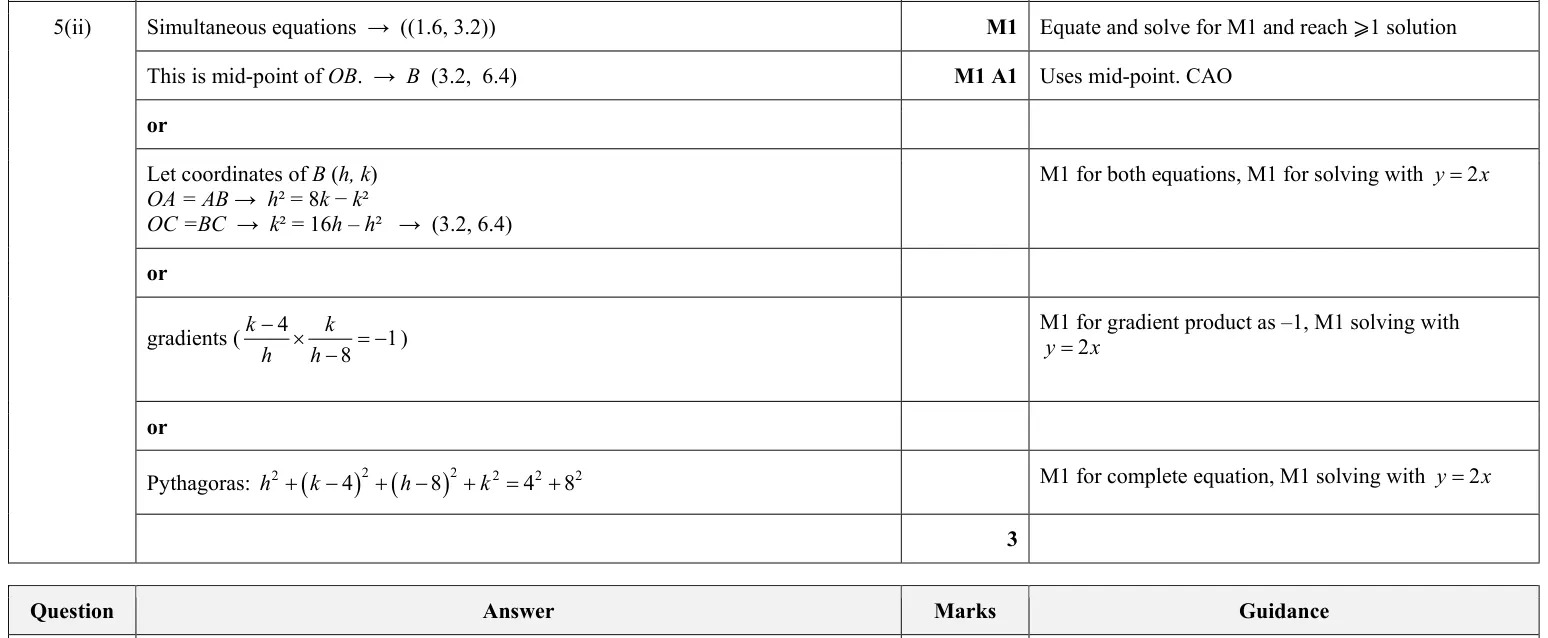 5(ii) Simultaneous equations → ((1.6, 3.2)) M1 Equate and solve for M1 and reach ⩾1 solution
This is mid-point of OB. → B (3.2, 6.4) M1 A1 Uses mid-point. CAO
or
Let coordinates of B (h, k) M1 for both equations, M1 for solving with y = 2x
OA = AB → h² = 8k − k²
OC =BC → k² = 16h – h² → (3.2, 6.4)
or
gradients ( (k − 4)/h × k/(h − 8) = −1 ) M1 for gradient product as –1, M1 solving with
y = 2x
or
Pythagoras: h² + (k − 4)² + (h − 8)² + k² = 4² + 8² M1 for complete equation, M1 solving with y = 2x
3
Question Answer Marks Guidance